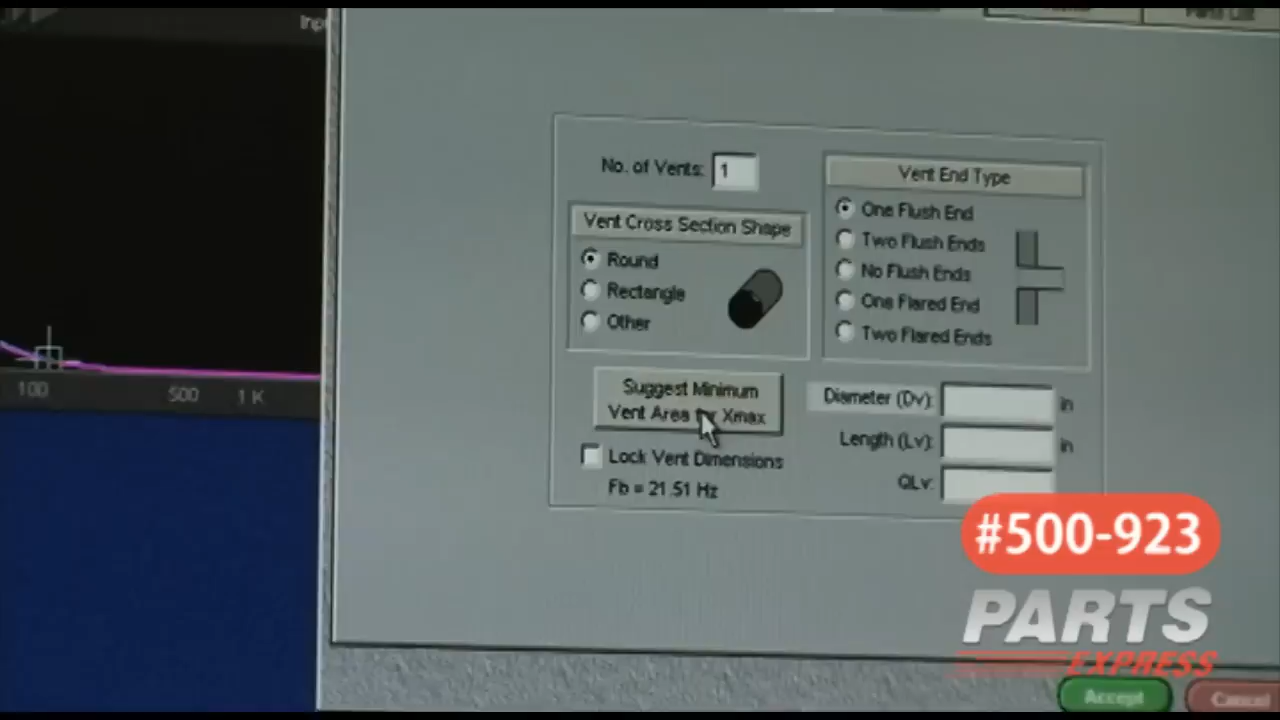 Parts List
No. of Vents: 1
Vent Cross Section Shape
Round
Rectangle
Other
Suggest Minimum
Vent Area for Xmax
Lock Vent Dimensions
Fb = 21.51 Hz
Vent End Type
One Flush End
Two Flush Ends
No Flush Ends
One Flared End
Two Flared Ends
Diameter (Dv): in
Length (Lv): in
QLv:
100 500 1 K
#500-923
PARTS
EXPRESS
Accept Cancel